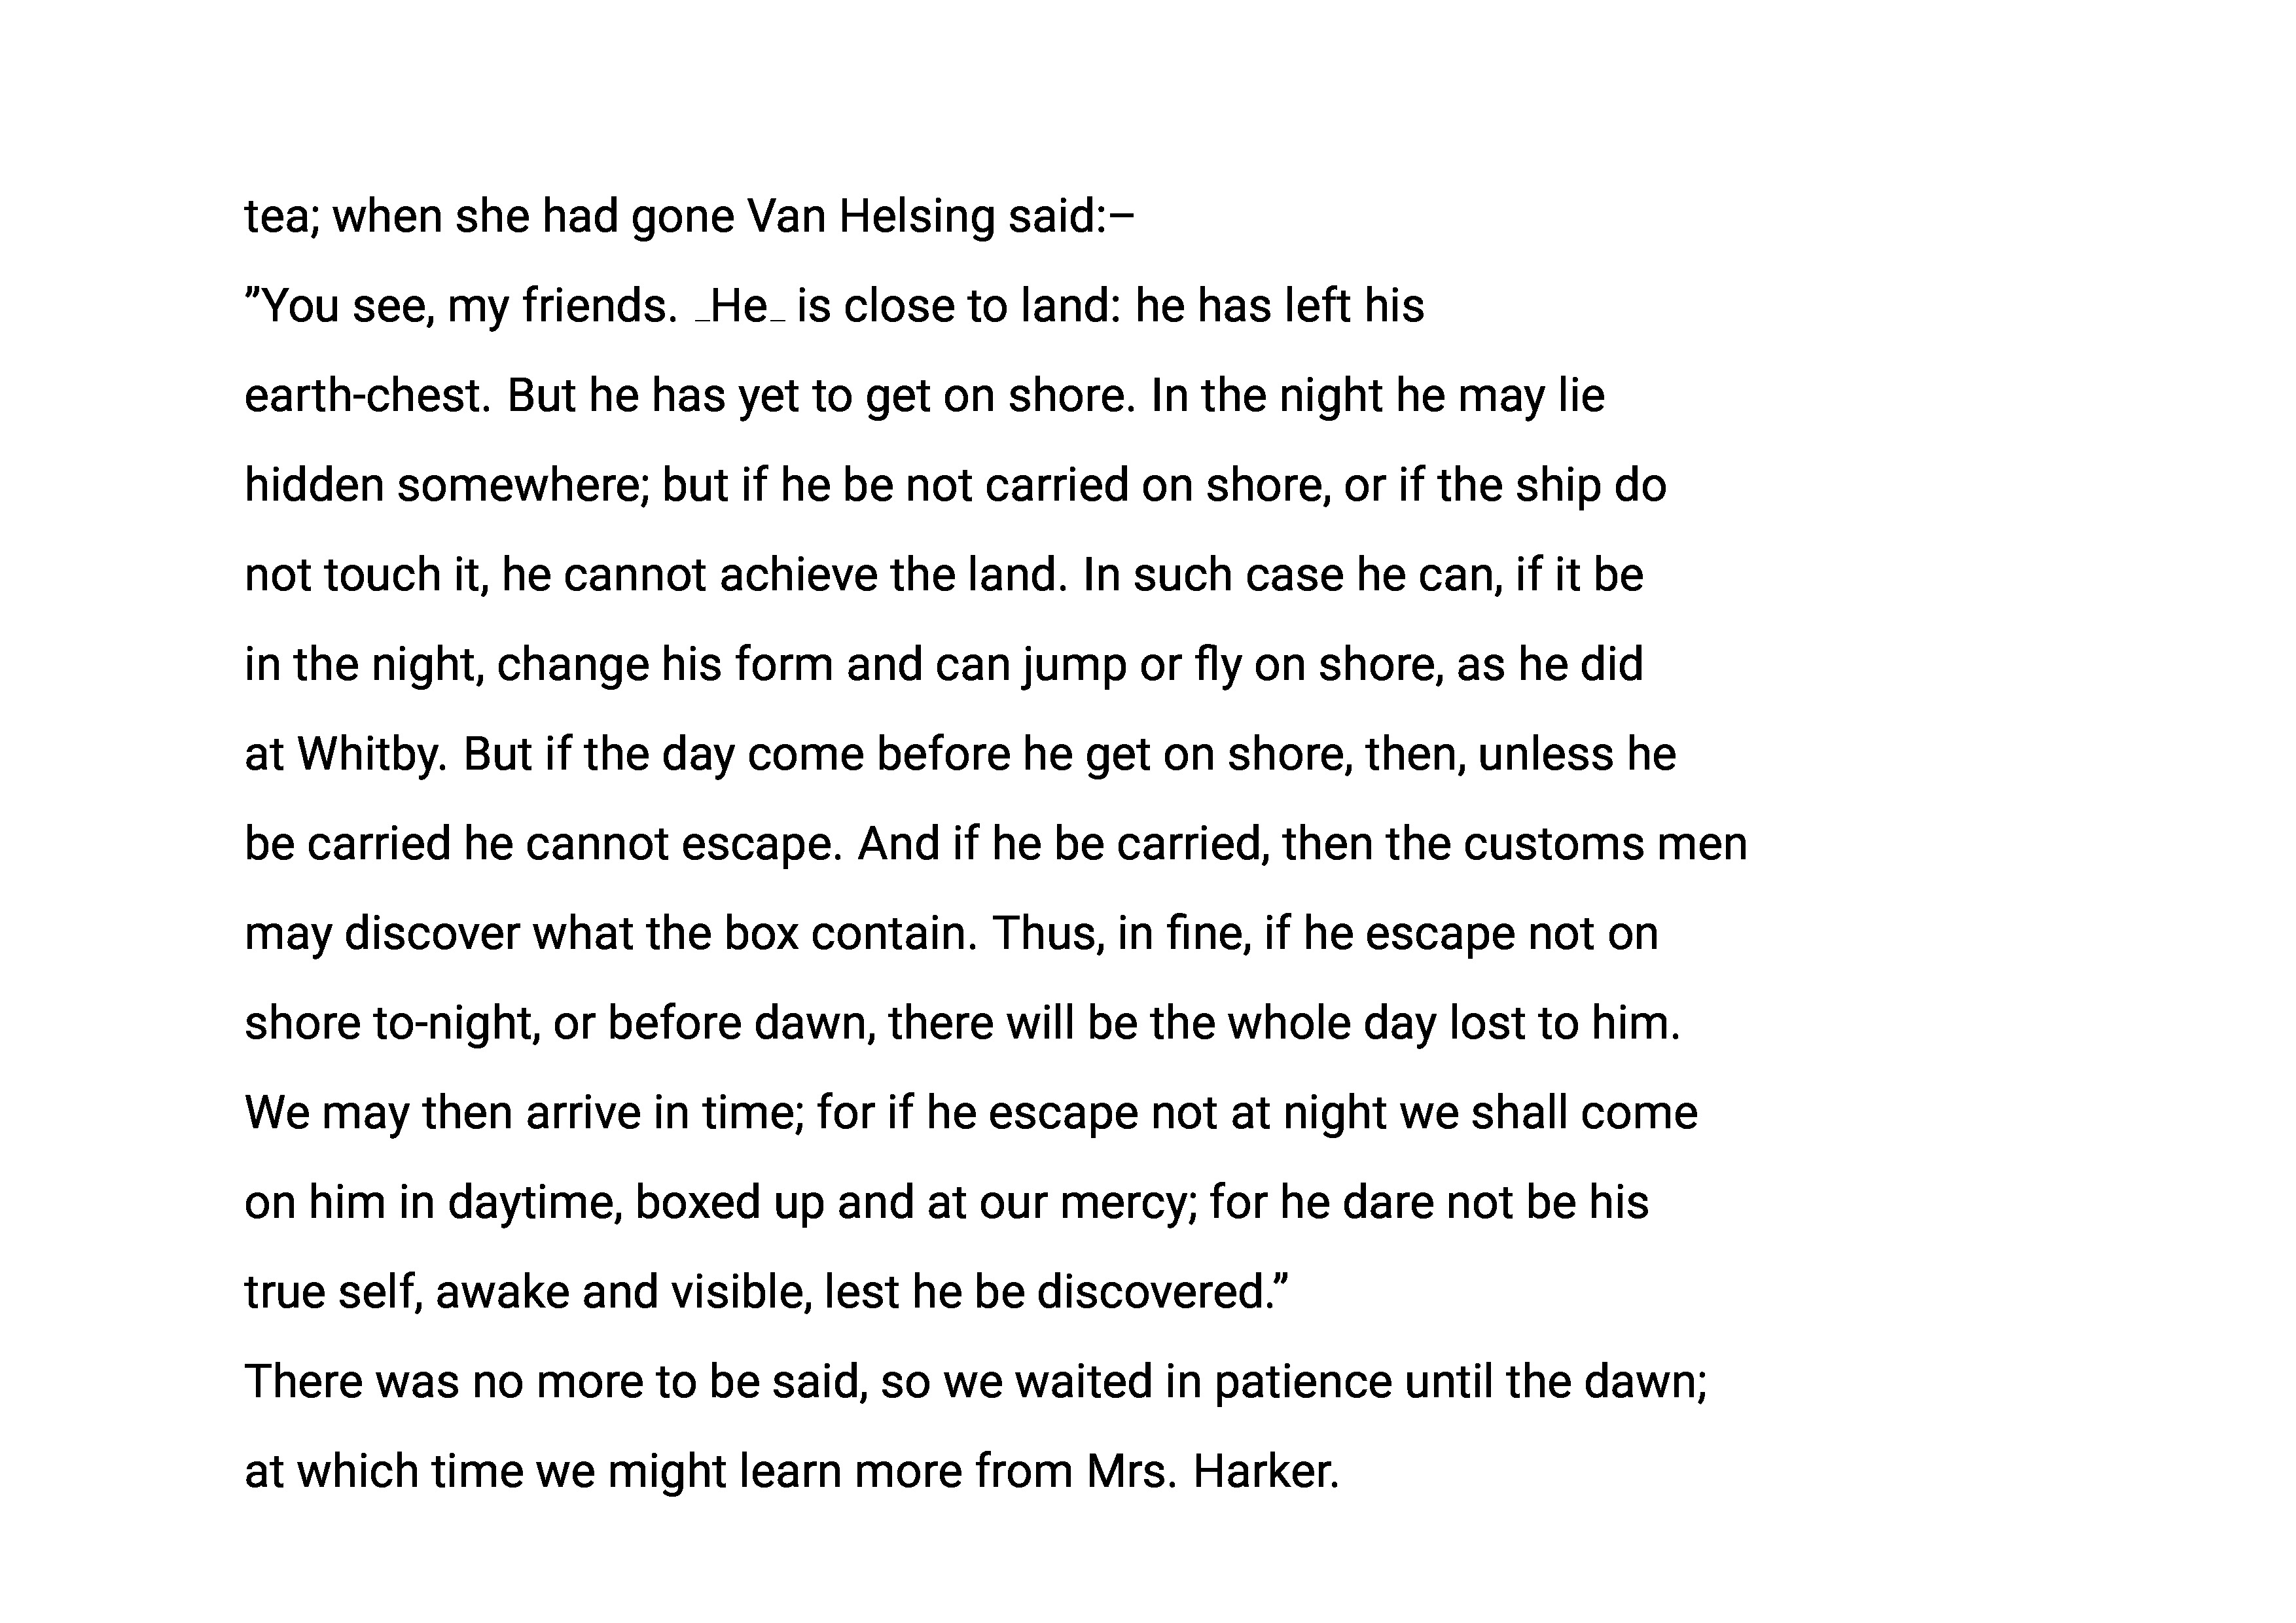 tea; when she had gone Van Helsing said:–
”You see, my friends. _He_ is close to land: he has left his
earth-chest. But he has yet to get on shore. In the night he may lie
hidden somewhere; but if he be not carried on shore, or if the ship do
not touch it, he cannot achieve the land. In such case he can, if it be
in the night, change his form and can jump or fly on shore, as he did
at Whitby. But if the day come before he get on shore, then, unless he
be carried he cannot escape. And if he be carried, then the customs men
may discover what the box contain. Thus, in fine, if he escape not on
shore to-night, or before dawn, there will be the whole day lost to him.
We may then arrive in time; for if he escape not at night we shall come
on him in daytime, boxed up and at our mercy; for he dare not be his
true self, awake and visible, lest he be discovered.”
There was no more to be said, so we waited in patience until the dawn;
at which time we might learn more from Mrs. Harker.